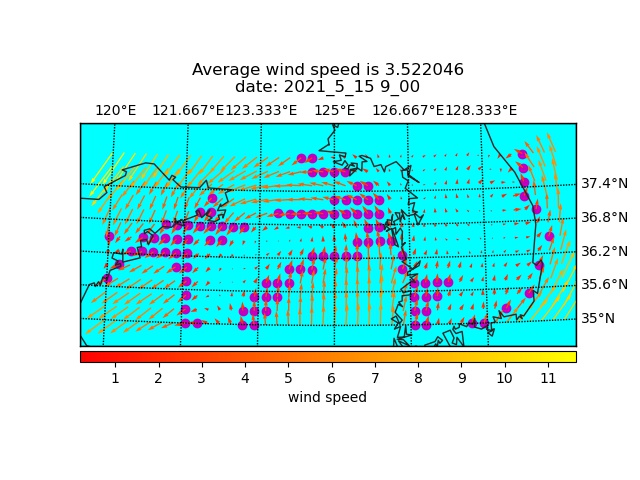 Average wind speed is 3.522046
date: 2021_5_15 9_00
120°E 121.667°E 123.333°E 125°E 126.667°E 128.333°E
37.4°N
36.8°N
36.2°N
35.6°N
35°N
1 2 3 4 5 6 7 8 9 10 11
wind speed